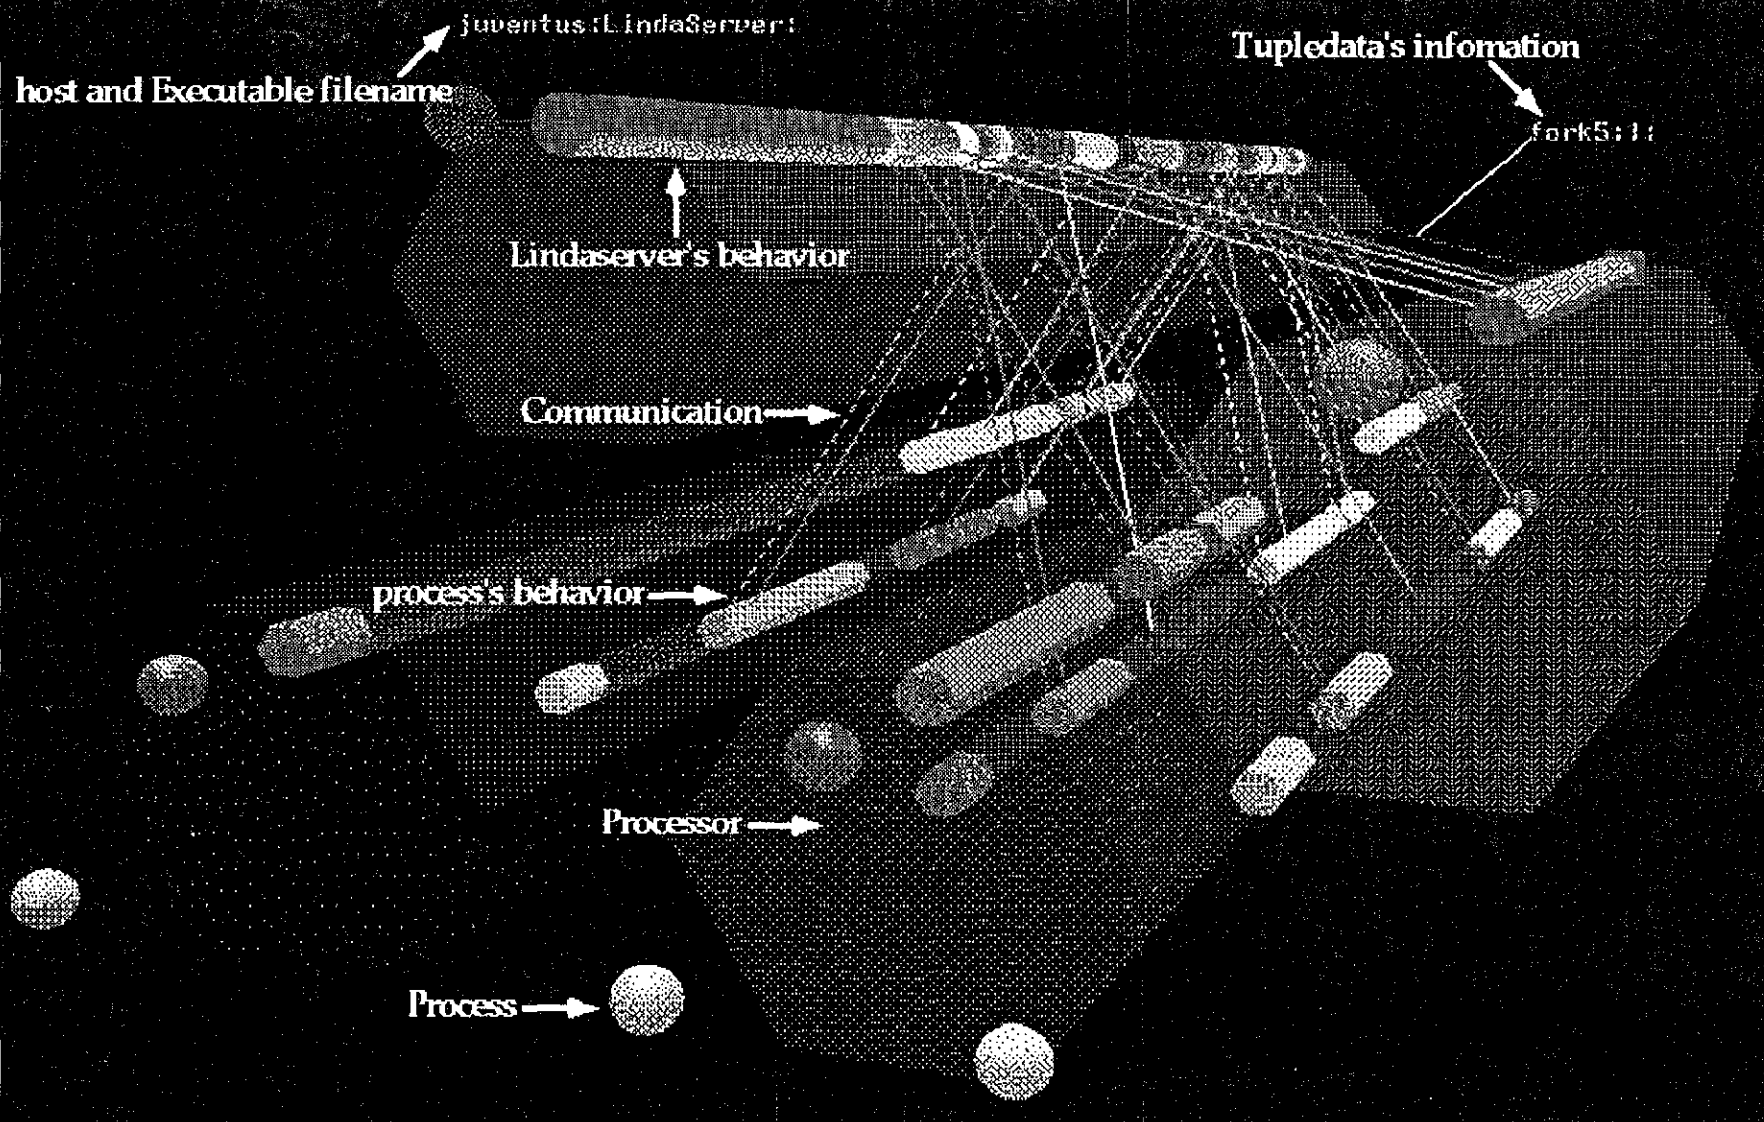 juventus:LindaServer:
Tupledata's infomation
host and Executable filename
fork5:1:
Lindaserver's behavior
Communication
process's behavior
Processor
Process